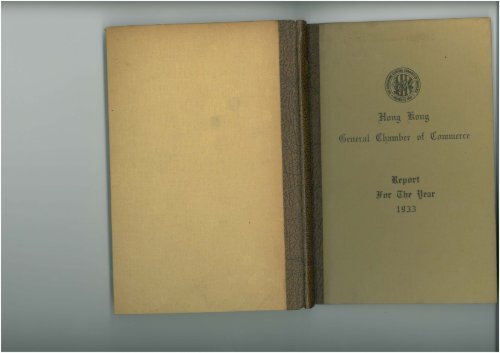 Hong Kong
General Chamber of Commerce
Report
For The Year
1933